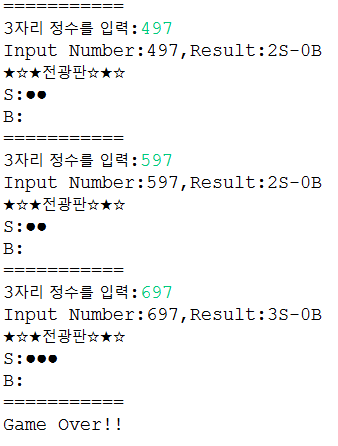 ===========
3자리 정수를 입력:497
Input Number:497,Result:2S-0B
★☆★전광판☆★☆
S:●●
B:
===========
3자리 정수를 입력:597
Input Number:597,Result:2S-0B
★☆★전광판☆★☆
S:●●
B:
===========
3자리 정수를 입력:697
Input Number:697,Result:3S-0B
★☆★전광판☆★☆
S:●●●
B:
===========
Game Over!!